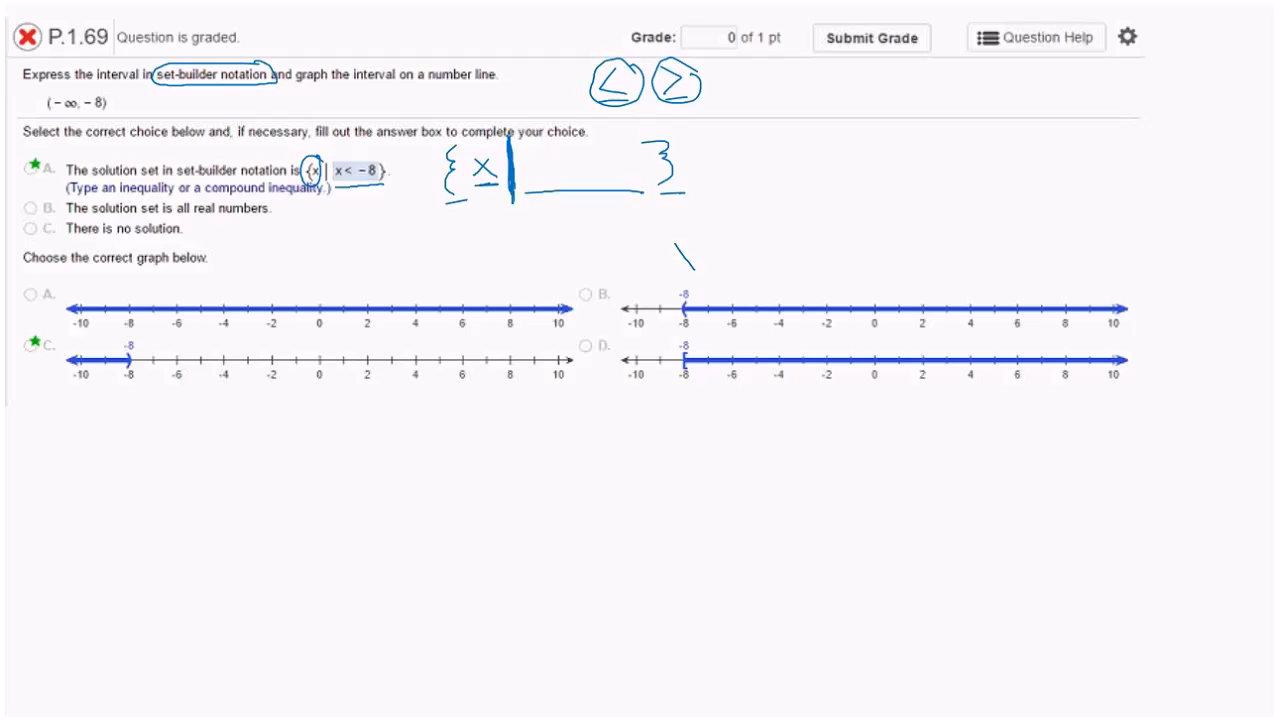 P.1.69 Question is graded. Grade: 0 of 1 pt Submit Grade Question Help
Express the interval in set-builder notation and graph the interval on a number line.
(- ∞, - 8)
≤ ≥
Select the correct choice below and, if necessary, fill out the answer box to complete your choice.
A. The solution set in set-builder notation is {x | x < - 8}.
(Type an inequality or a compound inequality.)
{ x | }
B. The solution set is all real numbers.
C. There is no solution.
Choose the correct graph below.
A.
-10 -8 -6 -4 -2 0 2 4 6 8 10
B. -8
-10 -8 -6 -4 -2 0 2 4 6 8 10
C. -8
-10 -8 -6 -4 -2 0 2 4 6 8 10
D. -8
-10 -8 -6 -4 -2 0 2 4 6 8 10